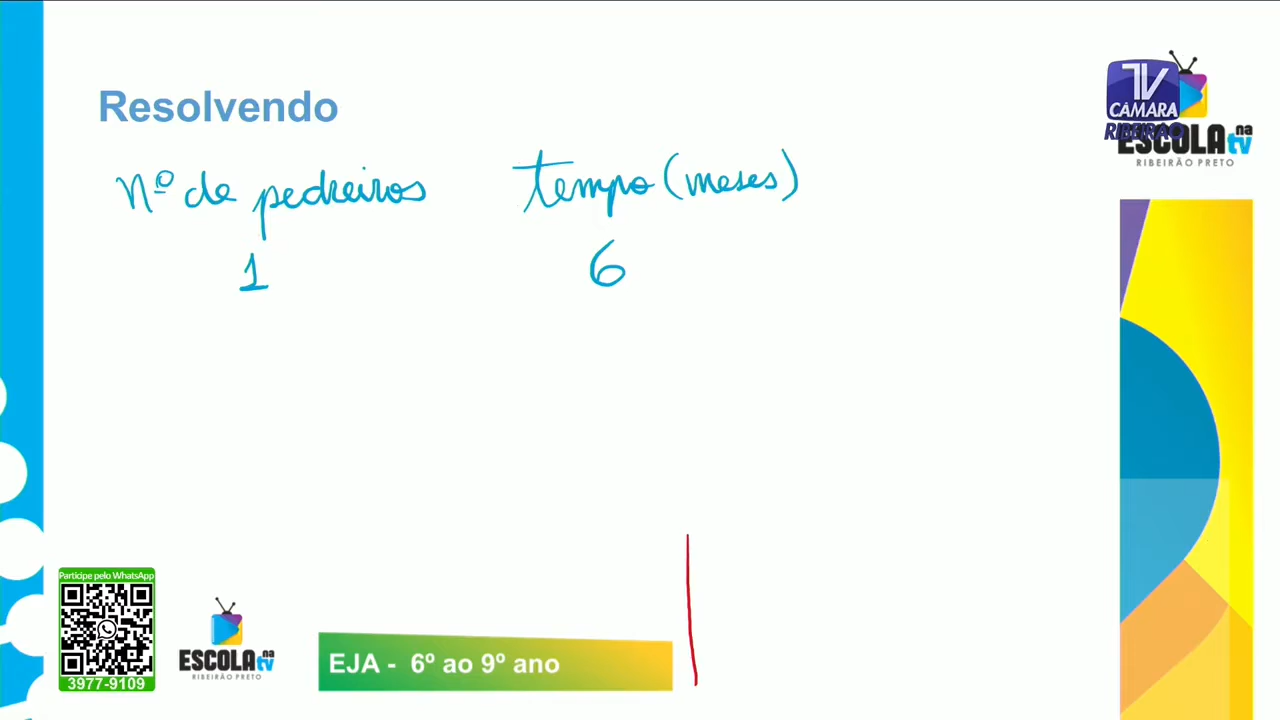 Resolvendo
TV
CÂMARA
RIBEIRÃO
ESCOLA na tv
RIBEIRÃO PRETO
nº de pedreiros tempo (meses)
1 6
Participe pelo WhatsApp
3977-9109
ESCOLA na tv
RIBEIRÃO PRETO
EJA - 6º ao 9º ano